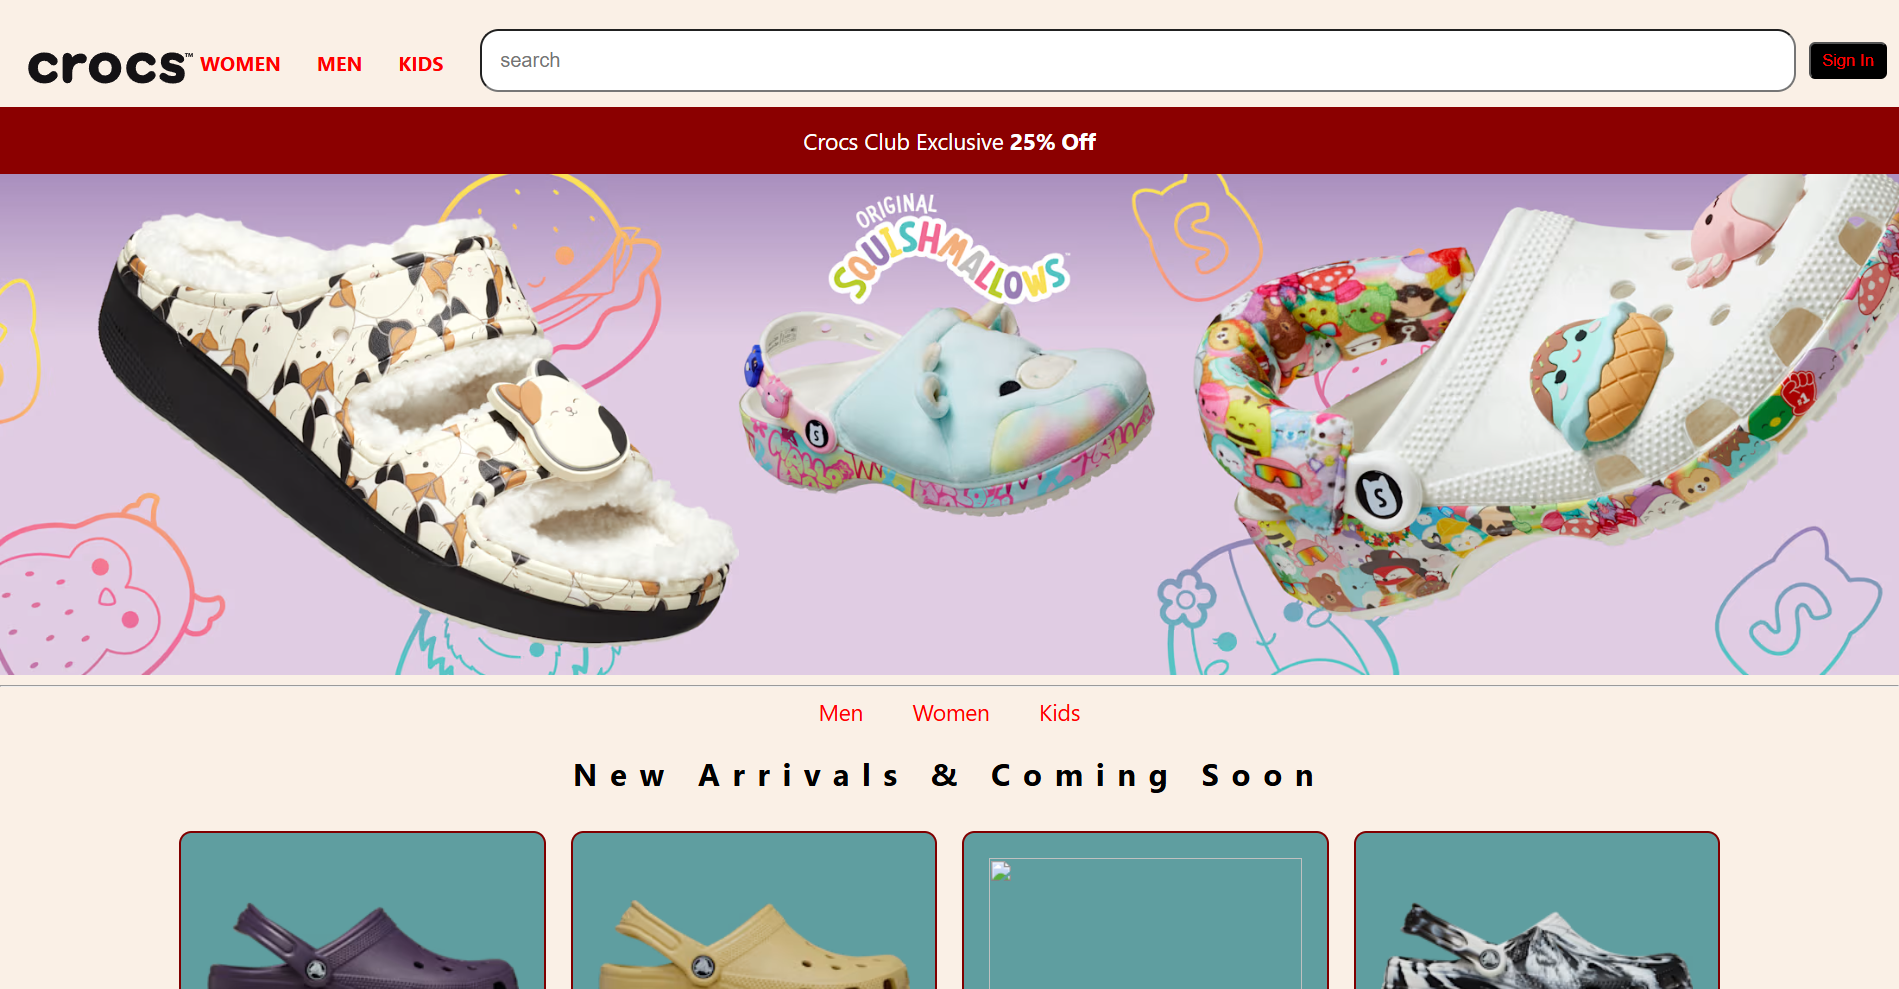 crocs™
WOMEN MEN KIDS
search
Sign In
Crocs Club Exclusive 25% Off
ORIGINAL
SQUISHMALLOWS™
S
S
S
#1
S
S
Men Women Kids
New Arrivals & Coming Soon